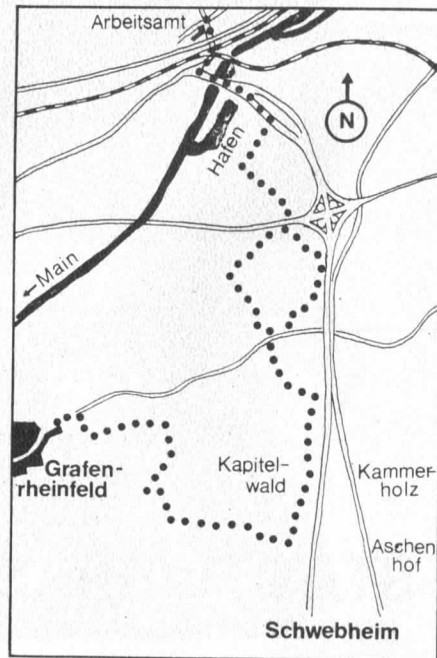 Arbeitsamt
N
Hafen
← Main
Grafen-
rheinfeld
Kapitel-
wald
Kammer-
holz
Aschen
hof
Schwebheim